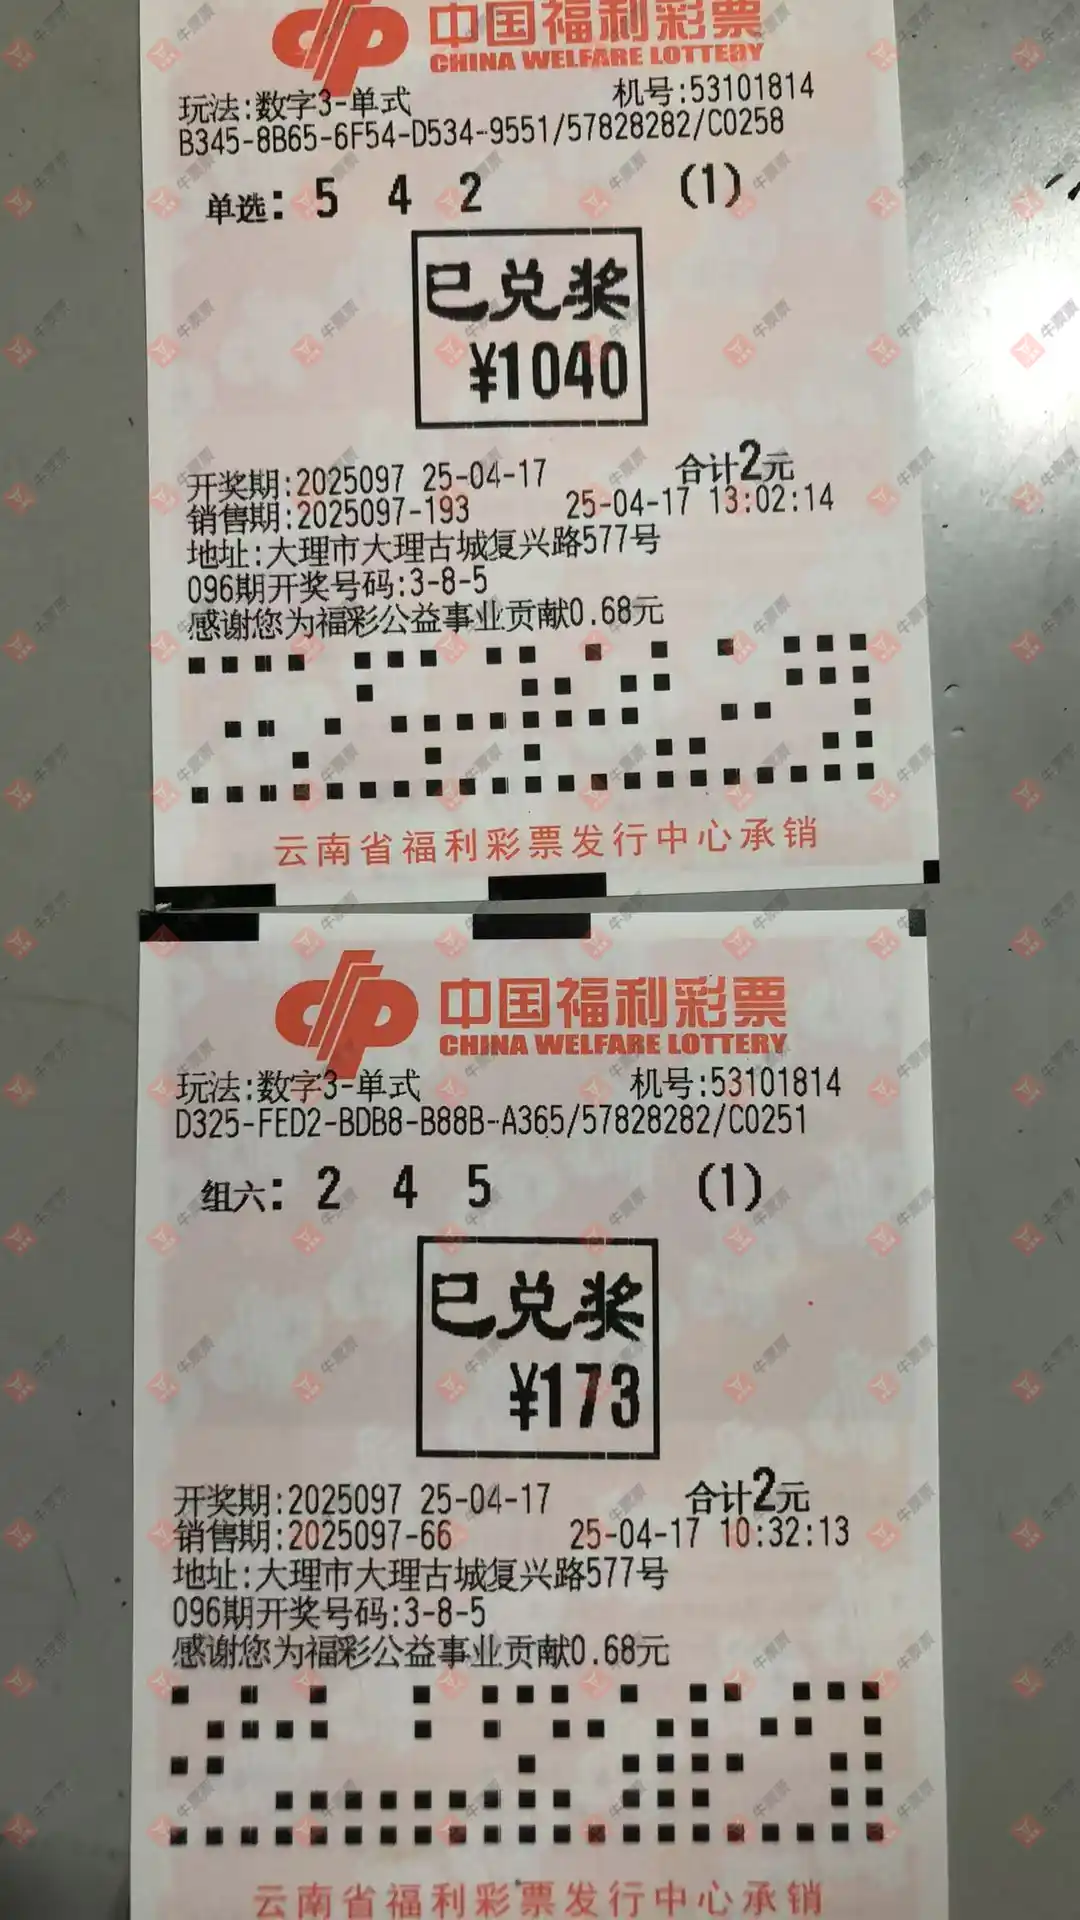 中国福利彩票
CHINA WELFARE LOTTERY
玩法:数字3-单式 机号:53101814
B345-8B65-6F54-D534-9551/57828282/C0258
单选: 5 4 2 (1)
已兑奖
¥1040
开奖期:2025097 25-04-17 合计2元
销售期:2025097-193 25-04-17 13:02:14
地址:大理市大理古城复兴路577号
096期开奖号码:3-8-5
感谢您为福彩公益事业贡献0.68元
云南省福利彩票发行中心承销
中国福利彩票
CHINA WELFARE LOTTERY
玩法:数字3-单式 机号:53101814
D325-FED2-BDB8-B88B-A365/57828282/C0251
组六: 2 4 5 (1)
已兑奖
¥173
开奖期:2025097 25-04-17 合计2元
销售期:2025097-66 25-04-17 10:32:13
地址:大理市大理古城复兴路577号
096期开奖号码:3-8-5
感谢您为福彩公益事业贡献0.68元
云南省福利彩票发行中心承销
牛票票